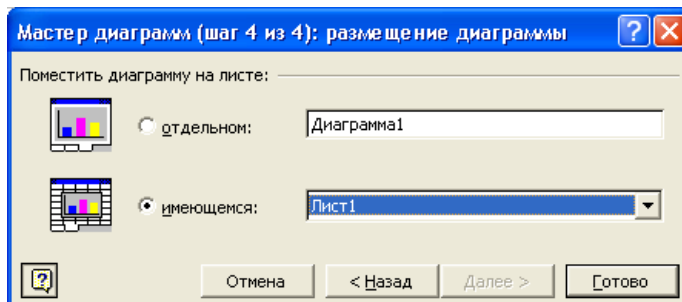 Мастер диаграмм (шаг 4 из 4): размещение диаграммы
Поместить диаграмму на листе:
отдельном: Диаграмма1
имеющемся: Лист1
Отмена < Назад Далее > Готово